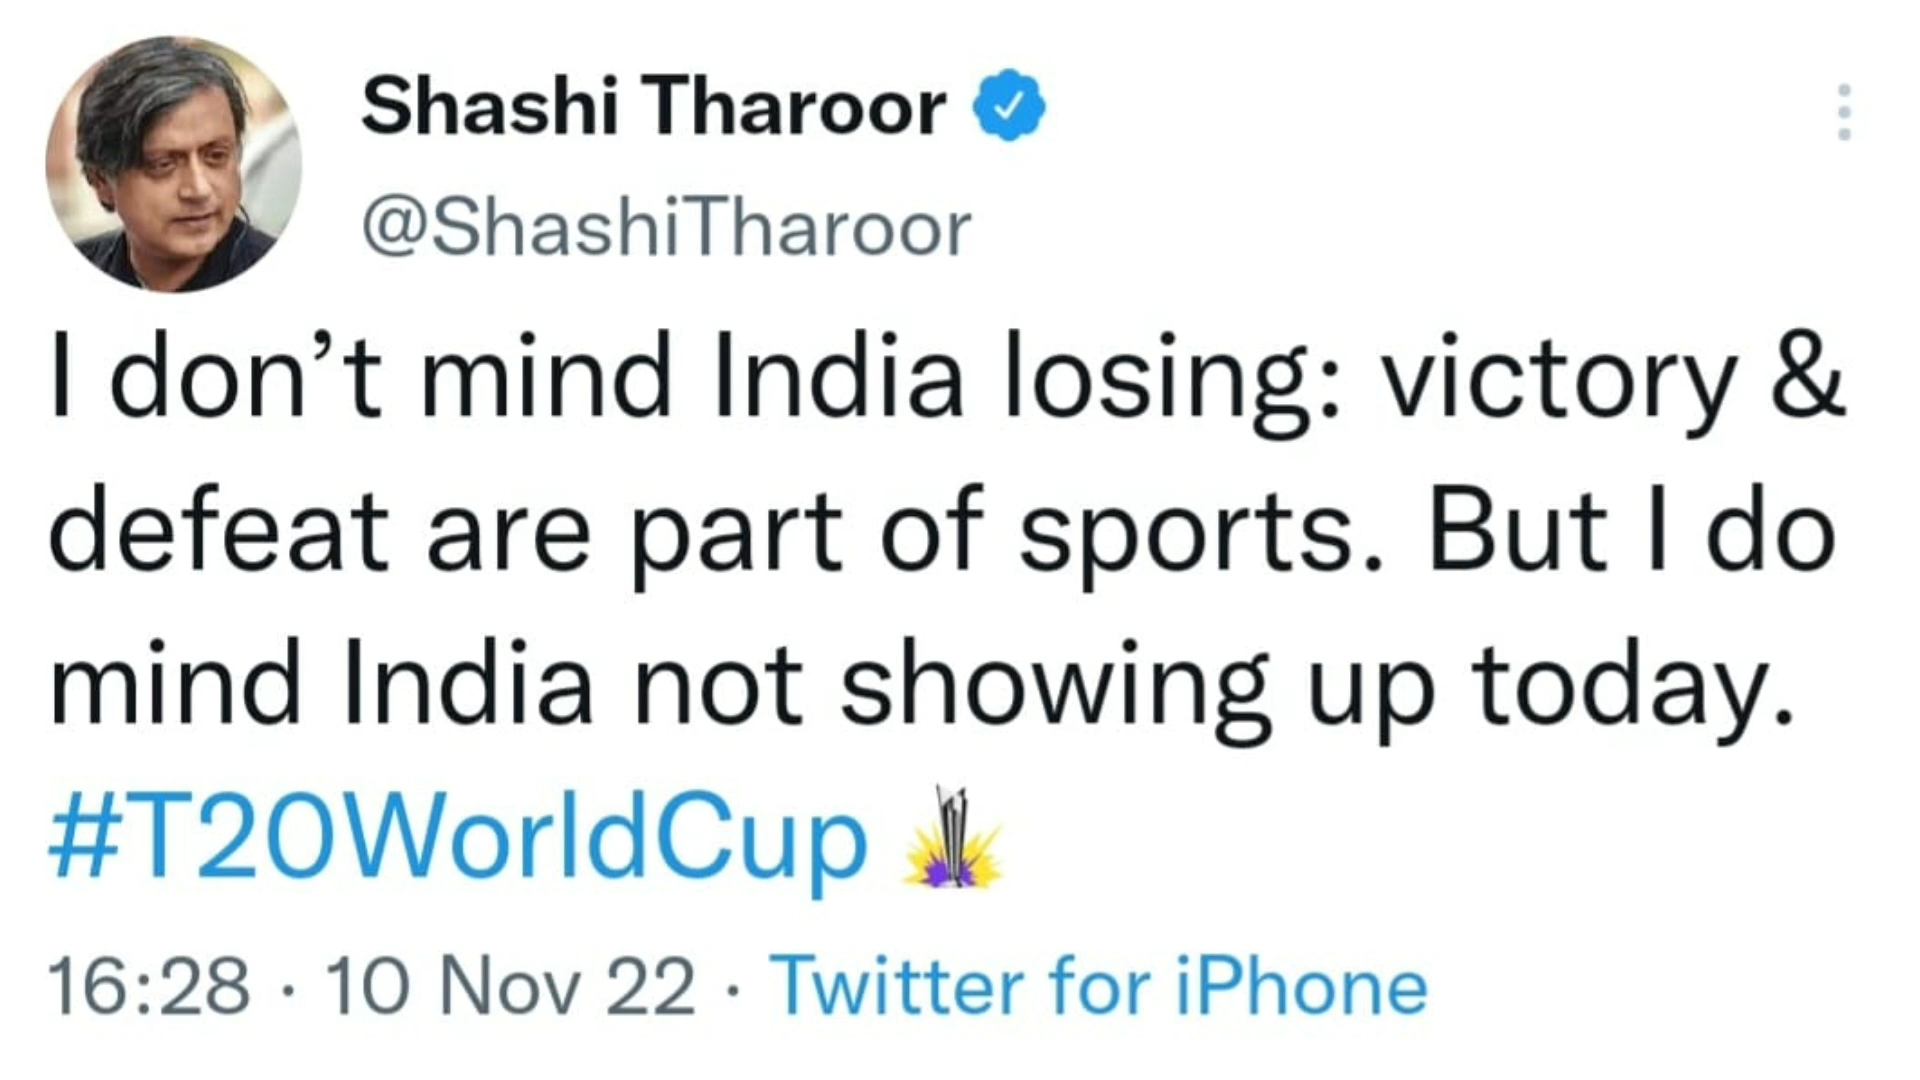 Shashi Tharoor
@ShashiTharoor
I don’t mind India losing: victory &
defeat are part of sports. But I do
mind India not showing up today.
#T20WorldCup
16:28 · 10 Nov 22 · Twitter for iPhone